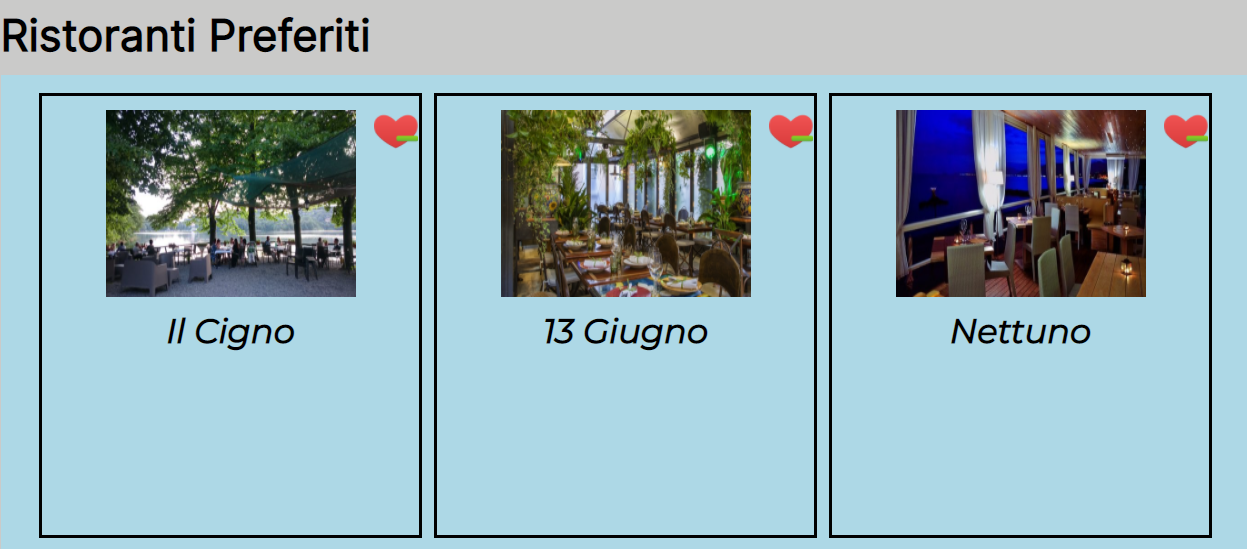 Ristoranti Preferiti
Il Cigno
13 Giugno
Nettuno